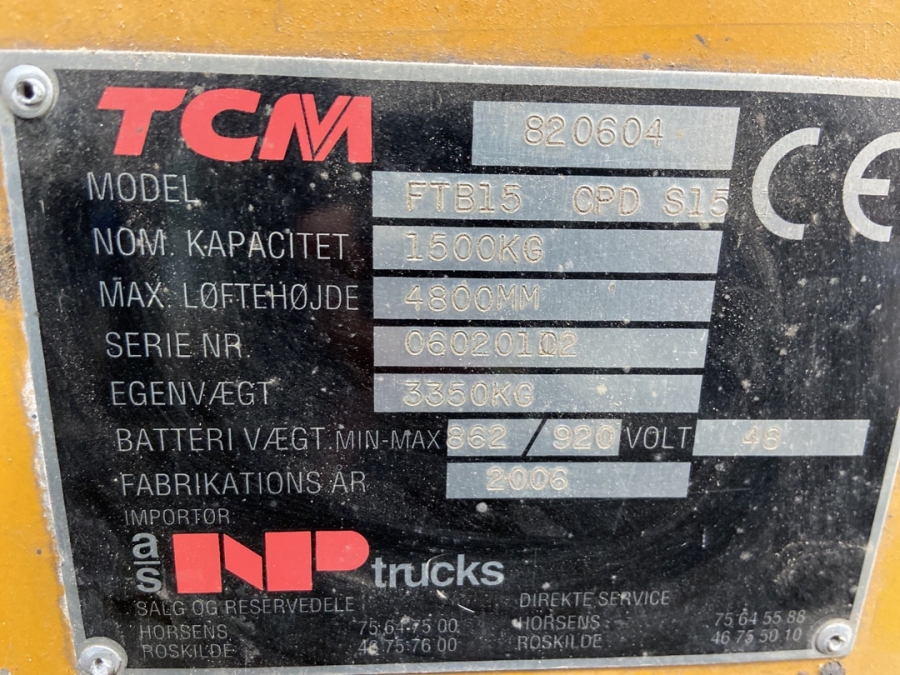 TCM 820604 CE
MODEL FTB15 CPD S15
NOM. KAPACITET 1500KG
MAX. LØFTEHØJDE 4800MM
SERIE NR. 06020102
EGENVÆGT 3350KG
BATTERI VÆGT MIN-MAX 862 / 920 VOLT 48
FABRIKATIONS ÅR 2006
IMPORTØR
a/s NP trucks
SALG OG RESERVEDELE DIREKTE SERVICE
HORSENS 75 64 75 00 HORSENS 75 64 55 88
ROSKILDE 46 75 76 00 ROSKILDE 46 75 50 10